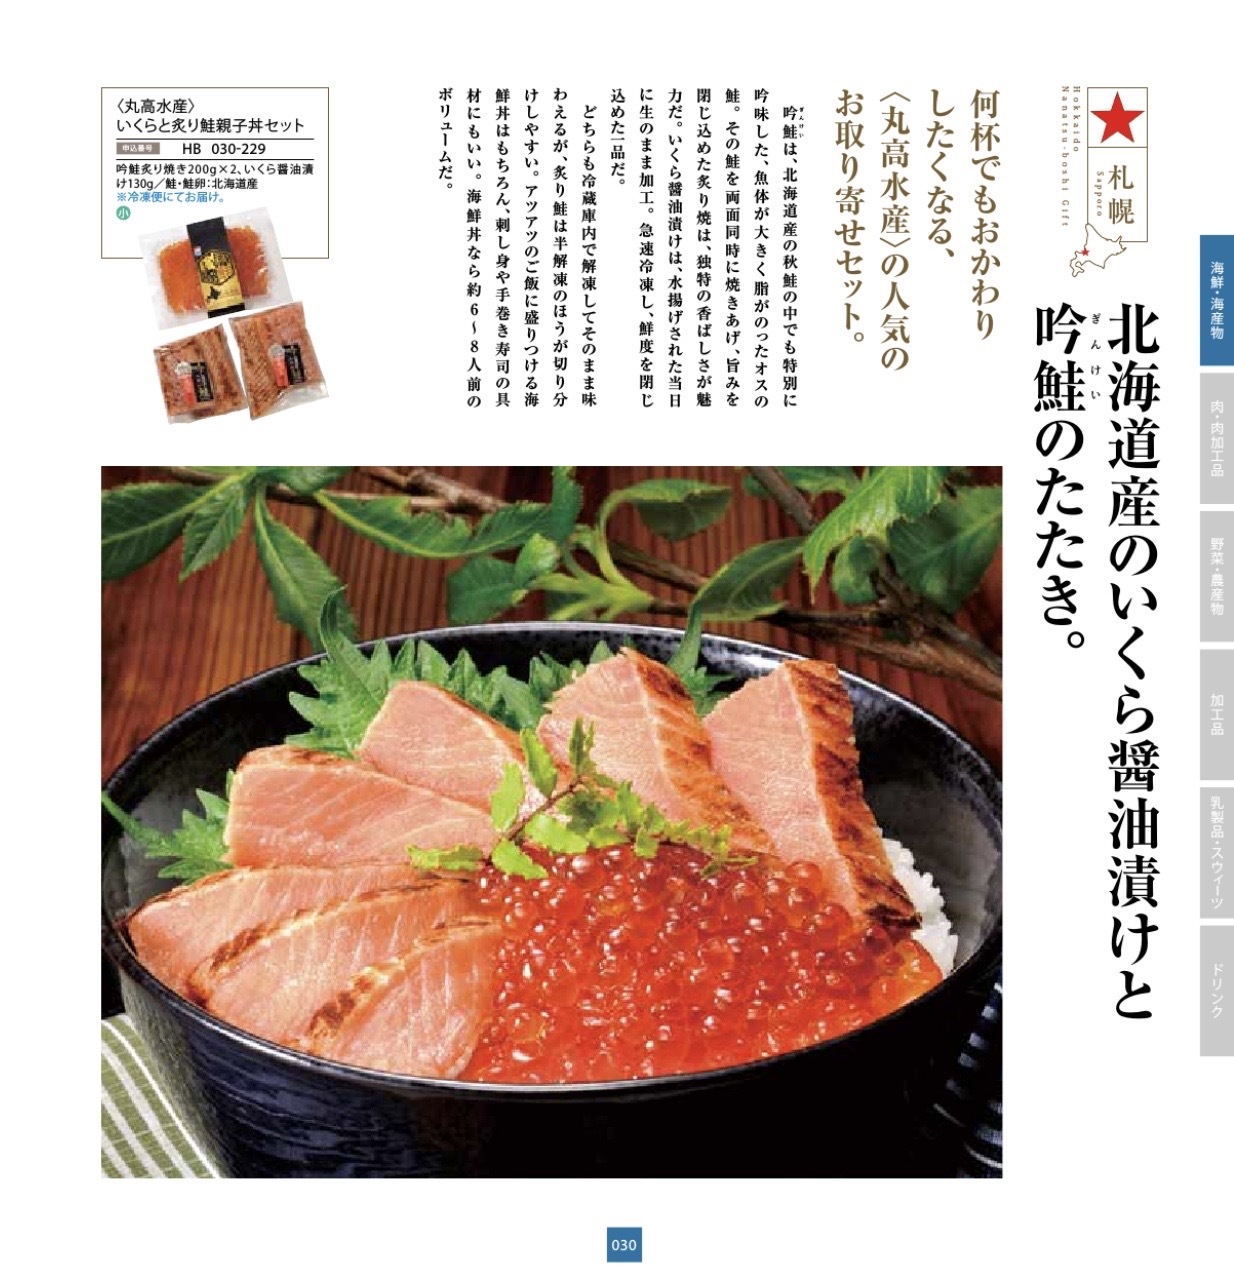 北海道産のいくら醤油漬けと
吟鮭のたたき。
ぎんけい
札幌
Sapporo
Hokkaido
Nanatsu-boshi Gift
何杯でもおかわり
したくなる、
〈丸高水産〉の人気の
お取り寄せセット。
ぎんけい
吟鮭は、北海道産の秋鮭の中でも特別に
吟味した、魚体が大きく脂がのったオスの
鮭。その鮭を両面同時に焼きあげ、旨みを
閉じ込めた炙り焼は、独特の香ばしさが魅
力だ。いくら醤油漬けは、水揚げされた当日
に生のまま加工。急速冷凍し、鮮度を閉じ
込めた一品だ。
どちらも冷蔵庫内で解凍してそのまま味
わえるが、炙り鮭は半解凍のほうが切り分
けしやすい。アツアツのご飯に盛りつける海
鮮丼はもちろん、刺し身や手巻き寿司の具
材にもいい。海鮮丼なら約6〜8人前の
ボリュームだ。
〈丸高水産〉
いくらと炙り鮭親子丼セット
申込番号 HB 030-229
吟鮭炙り焼き200g×2、いくら醤油漬
け130g／鮭・鮭卵：北海道産
※冷凍便にてお届け。
小
海鮮・海産物
肉・肉加工品
野菜・農産物
加工品
乳製品・スウィーツ
ドリンク
030